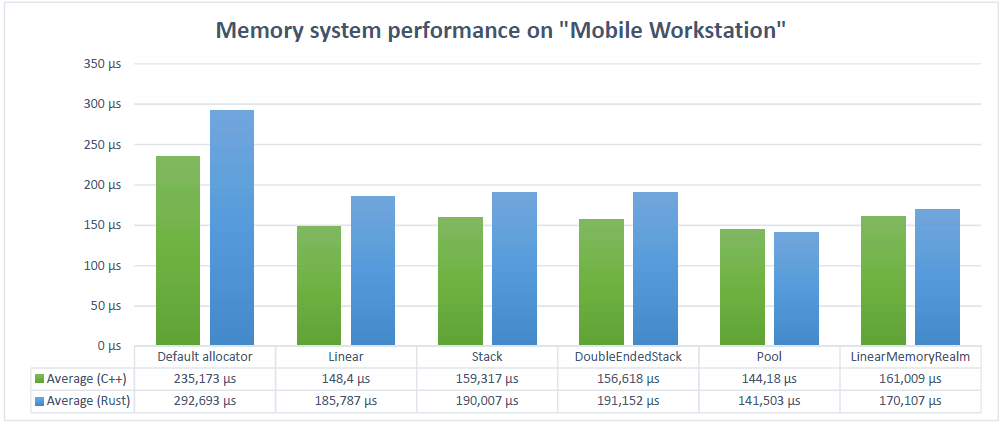 Memory system performance on "Mobile Workstation"
350 µs
300 µs
250 µs
200 µs
150 µs
100 µs
50 µs
0 µs
Default allocator Linear Stack DoubleEndedStack Pool LinearMemoryRealm
Average (C++) 235,173 µs 148,4 µs 159,317 µs 156,618 µs 144,18 µs 161,009 µs
Average (Rust) 292,693 µs 185,787 µs 190,007 µs 191,152 µs 141,503 µs 170,107 µs